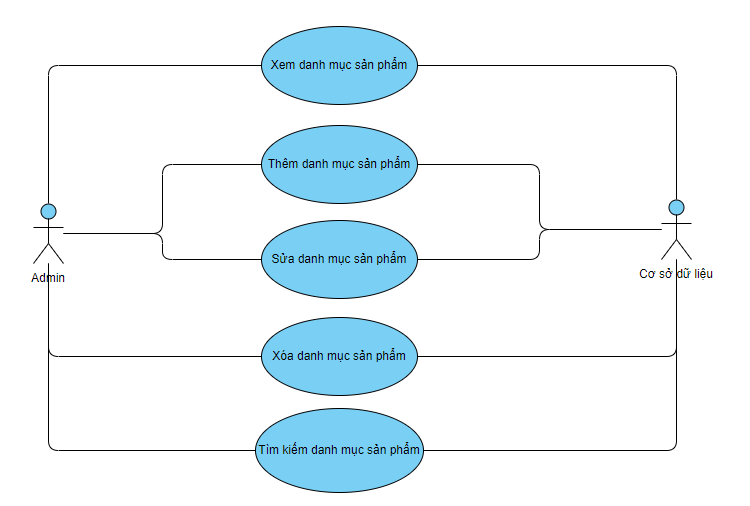 Xem danh mục sản phẩm
Thêm danh mục sản phẩm
Sửa danh mục sản phẩm
Admin
Cơ sở dữ liệu
Xóa danh mục sản phẩm
Tìm kiếm danh mục sản phẩm